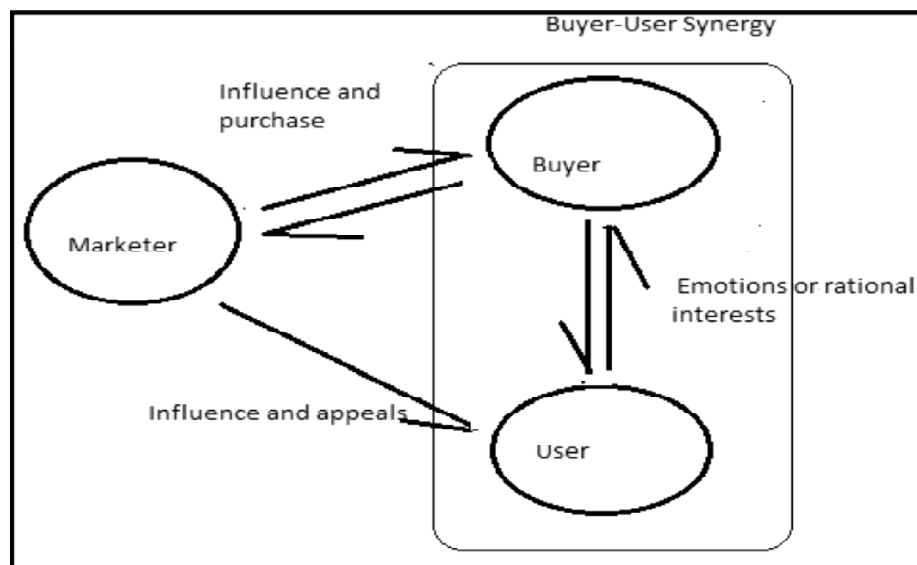 Buyer-User Synergy
Influence and
purchase
Buyer
Marketer
Emotions or rational
interests
Influence and appeals
User